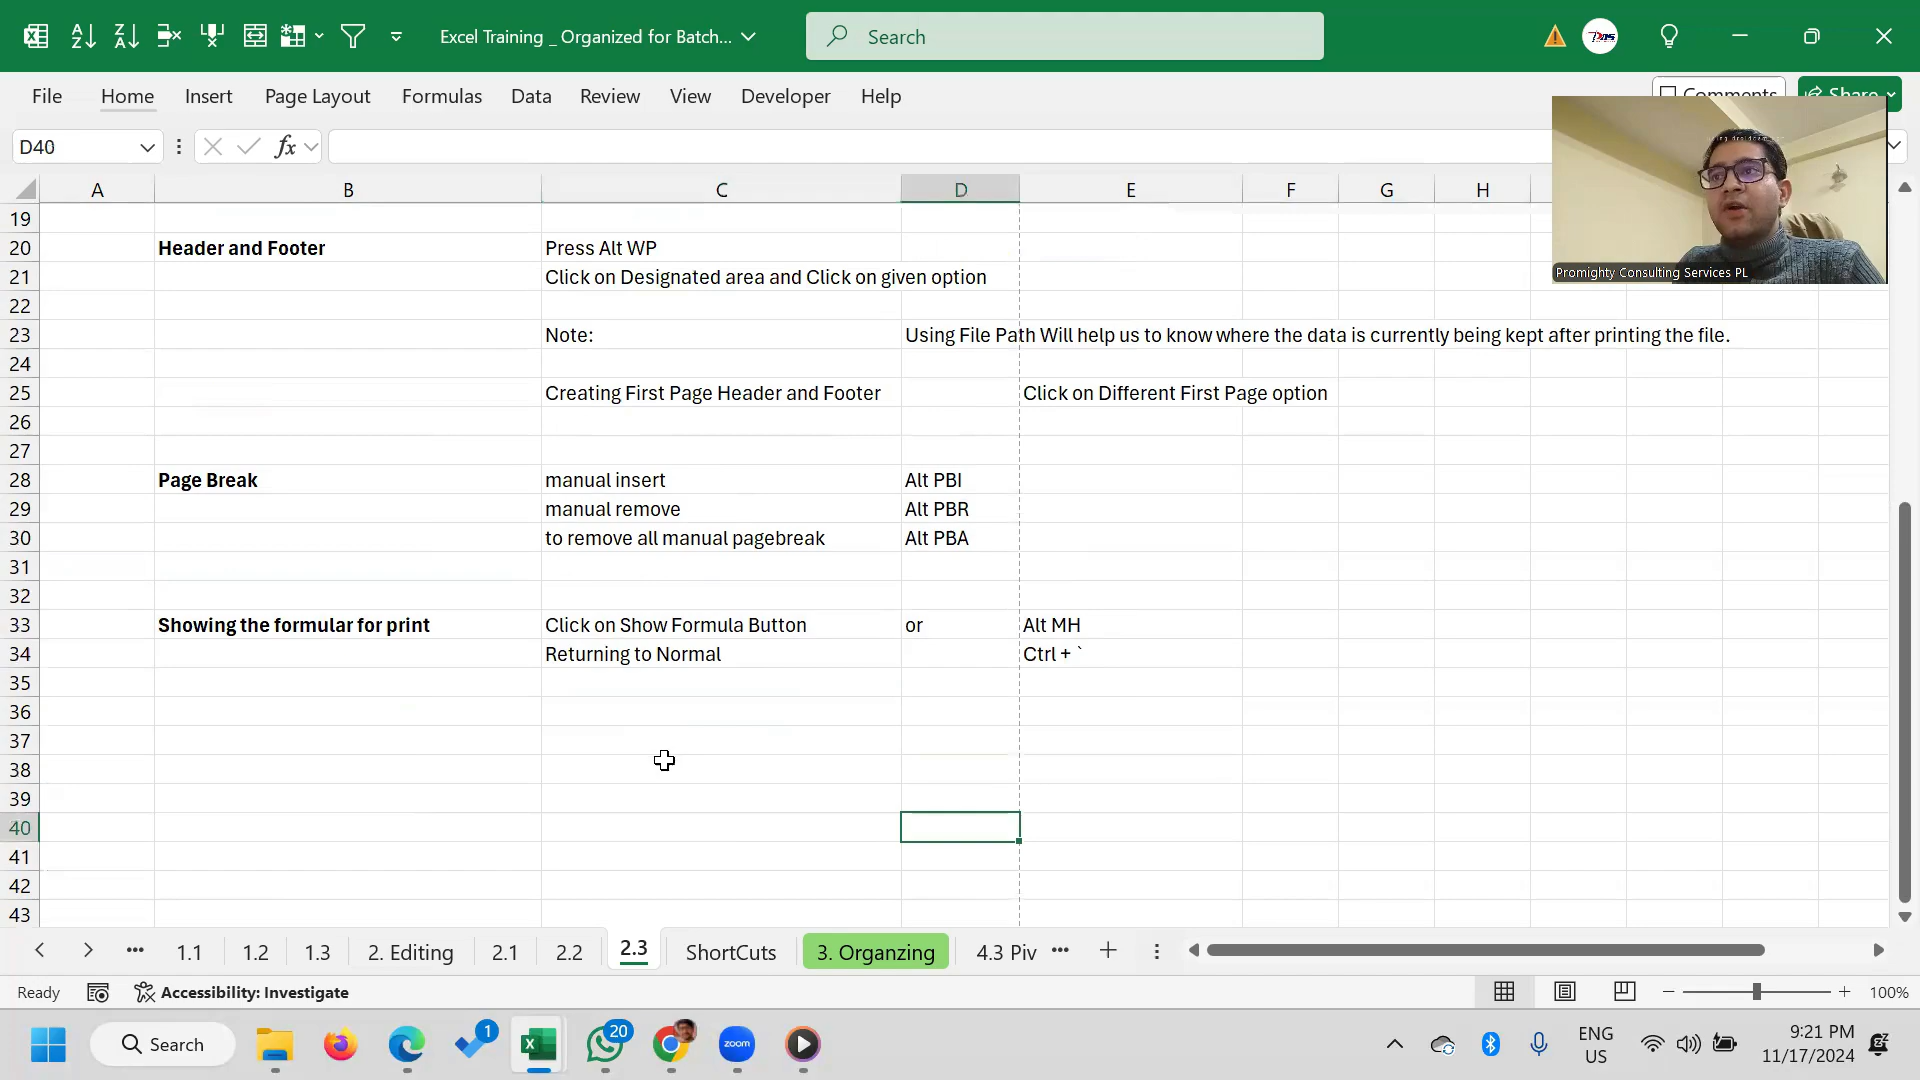 Excel Training _ Organized for Batch...
Search
File
Home
Insert
Page Layout
Formulas
Data
Review
View
Developer
Help
Comments
Share
D40
fx
A
B
C
D
E
F
G
H
19
20
Header and Footer
Press Alt WP
21
Click on Designated area and Click on given option
Promighty Consulting Services PL
22
23
Note:
Using File Path Will help us to know where the data is currently being kept after printing the file.
24
25
Creating First Page Header and Footer
Click on Different First Page option
26
27
28
Page Break
manual insert
Alt PBI
29
manual remove
Alt PBR
30
to remove all manual pagebreak
Alt PBA
31
32
33
Showing the formular for print
Click on Show Formula Button
or
Alt MH
34
Returning to Normal
Ctrl + `
35
36
37
38
39
40
41
42
43
1.1
1.2
1.3
2. Editing
2.1
2.2
2.3
ShortCuts
3. Organzing
4.3 Piv
Ready
Accessibility: Investigate
100%
Search
1
20
zoom
ENG
US
9:21 PM
11/17/2024